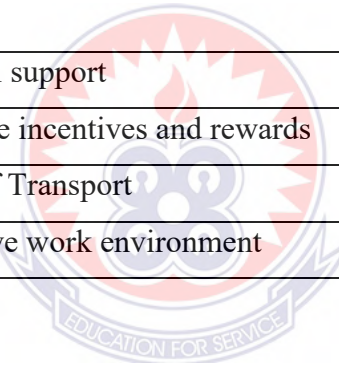 support
e incentives and rewards
Transport
ve work environment
EDUCATION FOR SERVICE